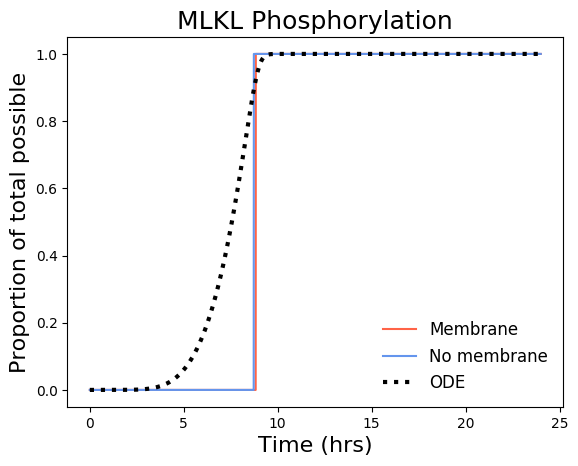 MLKL Phosphorylation
Proportion of total possible
1.0
0.8
0.6
0.4
0.2
0.0
Membrane
No membrane
ODE
0 5 10 15 20 25
Time (hrs)